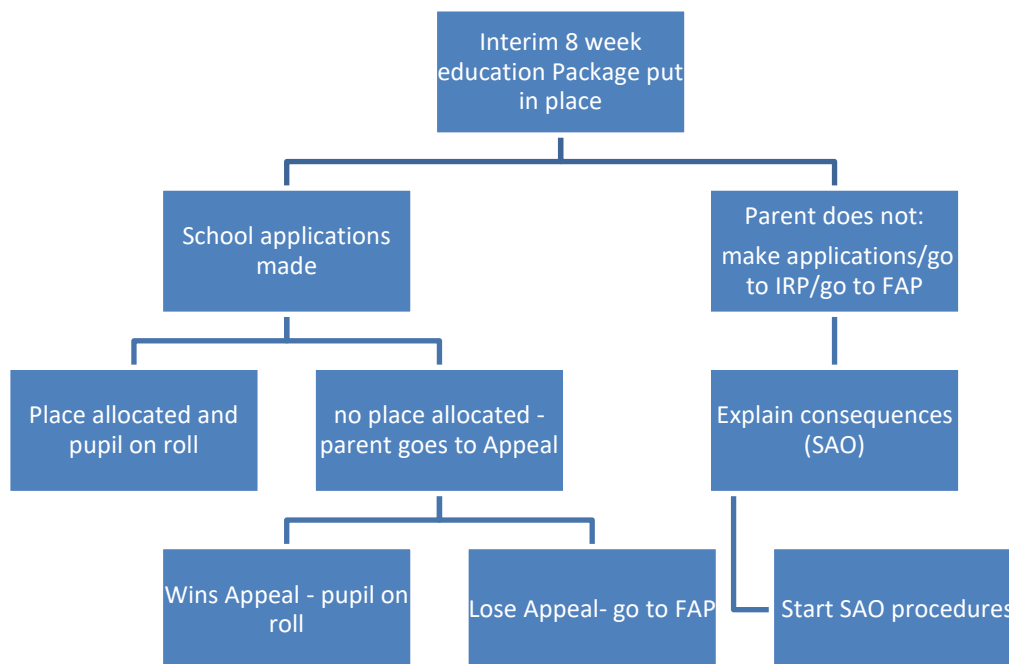 Interim 8 week
education Package put
in place
School applications
made
Parent does not:
make applications/go
to IRP/go to FAP
Place allocated and
pupil on roll
no place allocated -
parent goes to Appeal
Explain consequences
(SAO)
Wins Appeal - pupil on
roll
Lose Appeal- go to FAP
Start SAO procedures